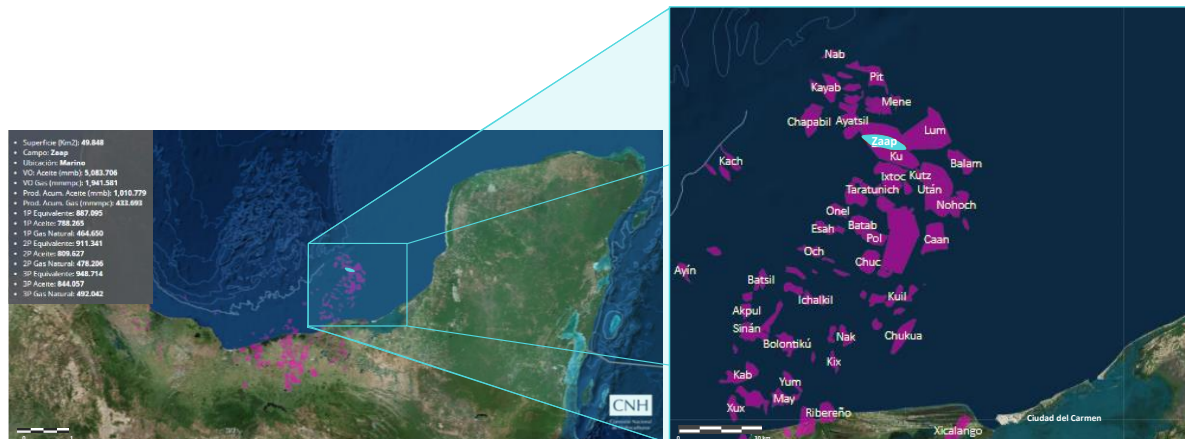 Superficie (Km2): 49.848
Campo: Zaap
Ubicación: Marino
VO: Aceite (mmb): 5,083.706
VO Gas (mmmpc): 1,941.581
Prod. Acum. Aceite (mmb): 1,010.779
Prod. Acum. Gas (mmmpc): 433.693
1P Equivalente: 887.095
1P Aceite: 788.265
1P Gas Natural: 464.650
2P Equivalente: 911.341
2P Aceite: 809.627
2P Gas Natural: 478.206
3P Equivalente: 948.714
3P Aceite: 844.057
3P Gas Natural: 492.042
CNH
Nab
Pit
Kayab
Mene
Chapabil
Ayatsil
Lum
Zaap
Ku
Kach
Balam
Ixtoc
Kutz
Taratunich
Után
Nohoch
Onel
Esah
Batab
Pol
Caan
Och
Chuc
Ayín
Batsil
Ichalkil
Kuil
Akpul
Sinán
Bolontikú
Nak
Chukua
Kix
Kab
Yum
May
Xux
Ribereño
Xicalango
Ciudad del Carmen